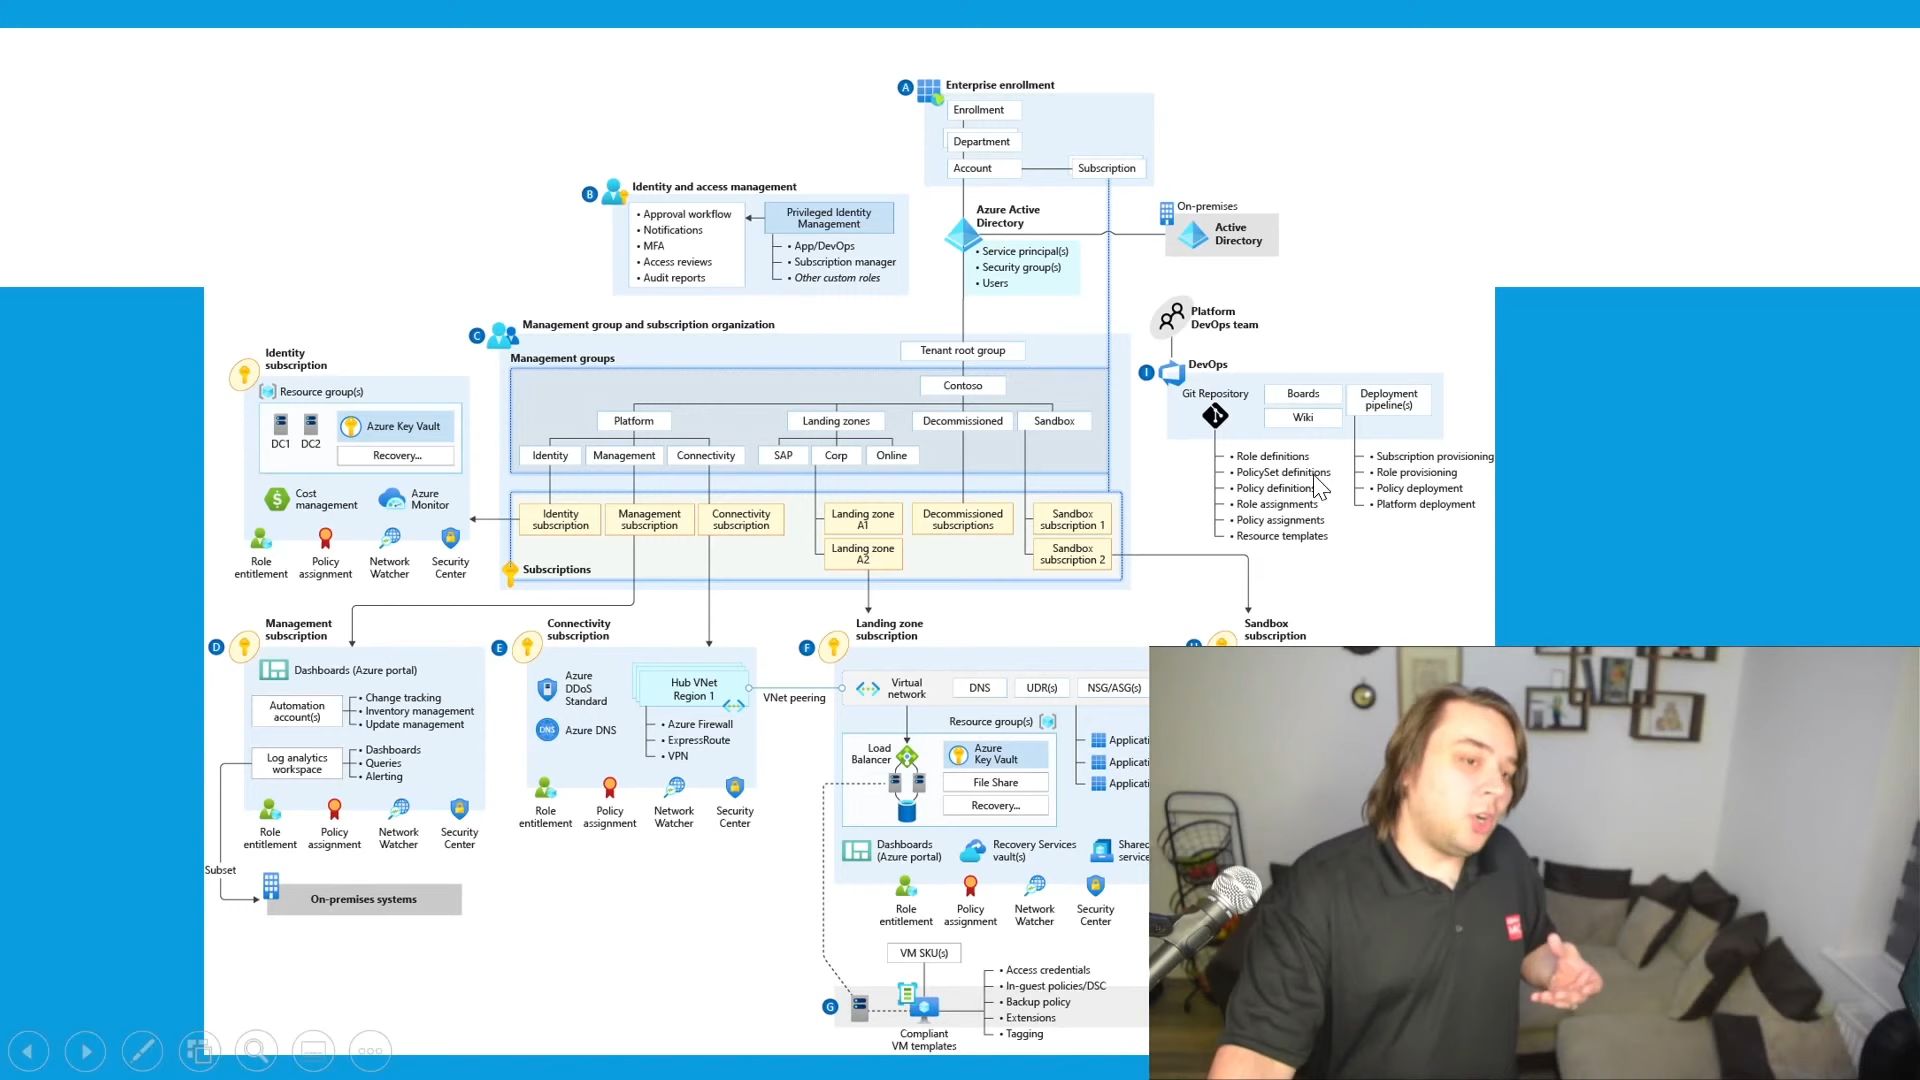 A
Enterprise enrollment
Enrollment
Department
Account
Subscription
B
Identity and access management
• Approval workflow
• Notifications
• MFA
• Access reviews
• Audit reports
Privileged Identity
Management
• App/DevOps
• Subscription manager
• Other custom roles
Azure Active
Directory
• Service principal(s)
• Security group(s)
• Users
On-premises
Active
Directory
Platform
DevOps team
I
DevOps
Git Repository
Boards
Wiki
Deployment
pipeline(s)
• Role definitions
• PolicySet definitions
• Policy definitions
• Role assignments
• Policy assignments
• Resource templates
• Subscription provisioning
• Role provisioning
• Policy deployment
• Platform deployment
C
Management group and subscription organization
Management groups
Tenant root group
Contoso
Platform
Landing zones
Decommissioned
Sandbox
Identity
Management
Connectivity
SAP
Corp
Online
Identity
subscription
Management
subscription
Connectivity
subscription
Landing zone
A1
Landing zone
A2
Decommissioned
subscriptions
Sandbox
subscription 1
Sandbox
subscription 2
Subscriptions
Identity
subscription
Resource group(s)
DC1
DC2
Azure Key Vault
Recovery...
Cost
management
Azure
Monitor
Role
entitlement
Policy
assignment
Network
Watcher
Security
Center
D
Management
subscription
Dashboards (Azure portal)
Automation
account(s)
• Change tracking
• Inventory management
• Update management
Log analytics
workspace
• Dashboards
• Queries
• Alerting
Role
entitlement
Policy
assignment
Network
Watcher
Security
Center
Subset
On-premises systems
E
Connectivity
subscription
Azure
DDoS
Standard
DNS
Azure DNS
Hub VNet
Region 1
• Azure Firewall
• ExpressRoute
• VPN
VNet peering
Role
entitlement
Policy
assignment
Network
Watcher
Security
Center
F
Landing zone
subscription
Virtual
network
DNS
UDR(s)
NSG/ASG(s)
Resource group(s)
Load
Balancer
Azure
Key Vault
File Share
Recovery...
Applicati
Applicati
Applicati
Dashboards
(Azure portal)
Recovery Services
vault(s)
Shared
service
Role
entitlement
Policy
assignment
Network
Watcher
Security
Center
VM SKU(s)
G
Compliant
VM templates
• Access credentials
• In-guest policies/DSC
• Backup policy
• Extensions
• Tagging
Sandbox
subscription